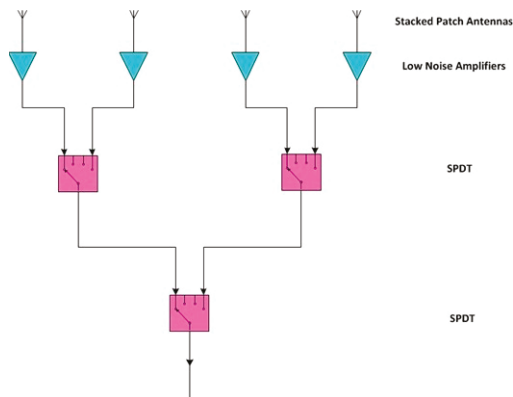 Stacked Patch Antennas
Low Noise Amplifiers
SPDT
SPDT